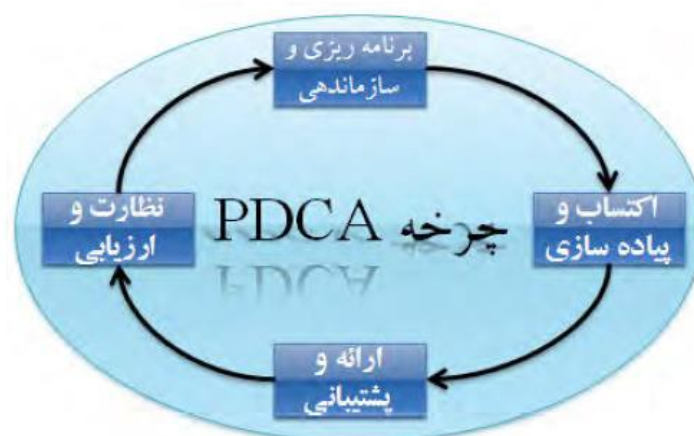 برنامه ریزی و
سازماندهی
نظارت و
ارزیابی
چرخه PDCA
اکتساب و
پیاده سازی
ارائه و
پشتیبانی